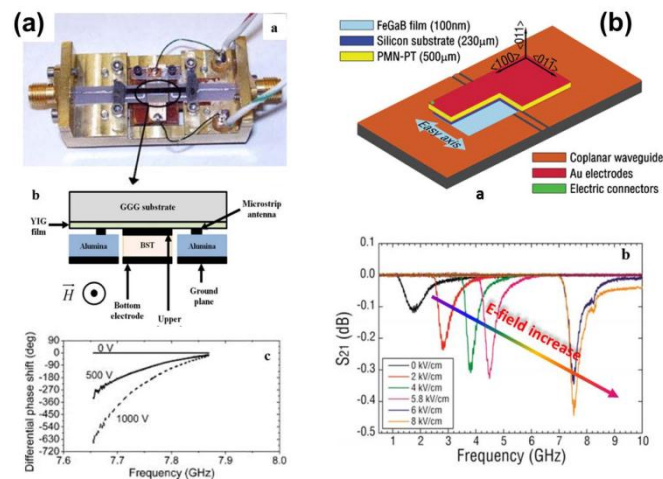 (a)
a
b
GGG substrate
YIG
film
Microstrip
antenna
Alumina
BST
Alumina
H
Bottom
electrode
Upper
Ground
plane
c
Differential phase shift (deg)
90
0
-90
-180
-270
-360
-450
-540
-630
-720
0 V
500 V
1000 V
7.6
7.7
7.8
7.9
8.0
Frequency (GHz)
(b)
FeGaB film (100nm)
Silicon substrate (230μm)
PMN-PT (500μm)
<011>
<100>
<01-1>
Easy axis
a
Coplanar waveguide
Au electrodes
Electric connectors
b
S21 (dB)
0.0
-0.1
-0.2
-0.3
-0.4
-0.5
E-field increase
0 kV/cm
2 kV/cm
4 kV/cm
5.8 kV/cm
6 kV/cm
8 kV/cm
1 2 3 4 5 6 7 8 9 10
Frequency (GHz)